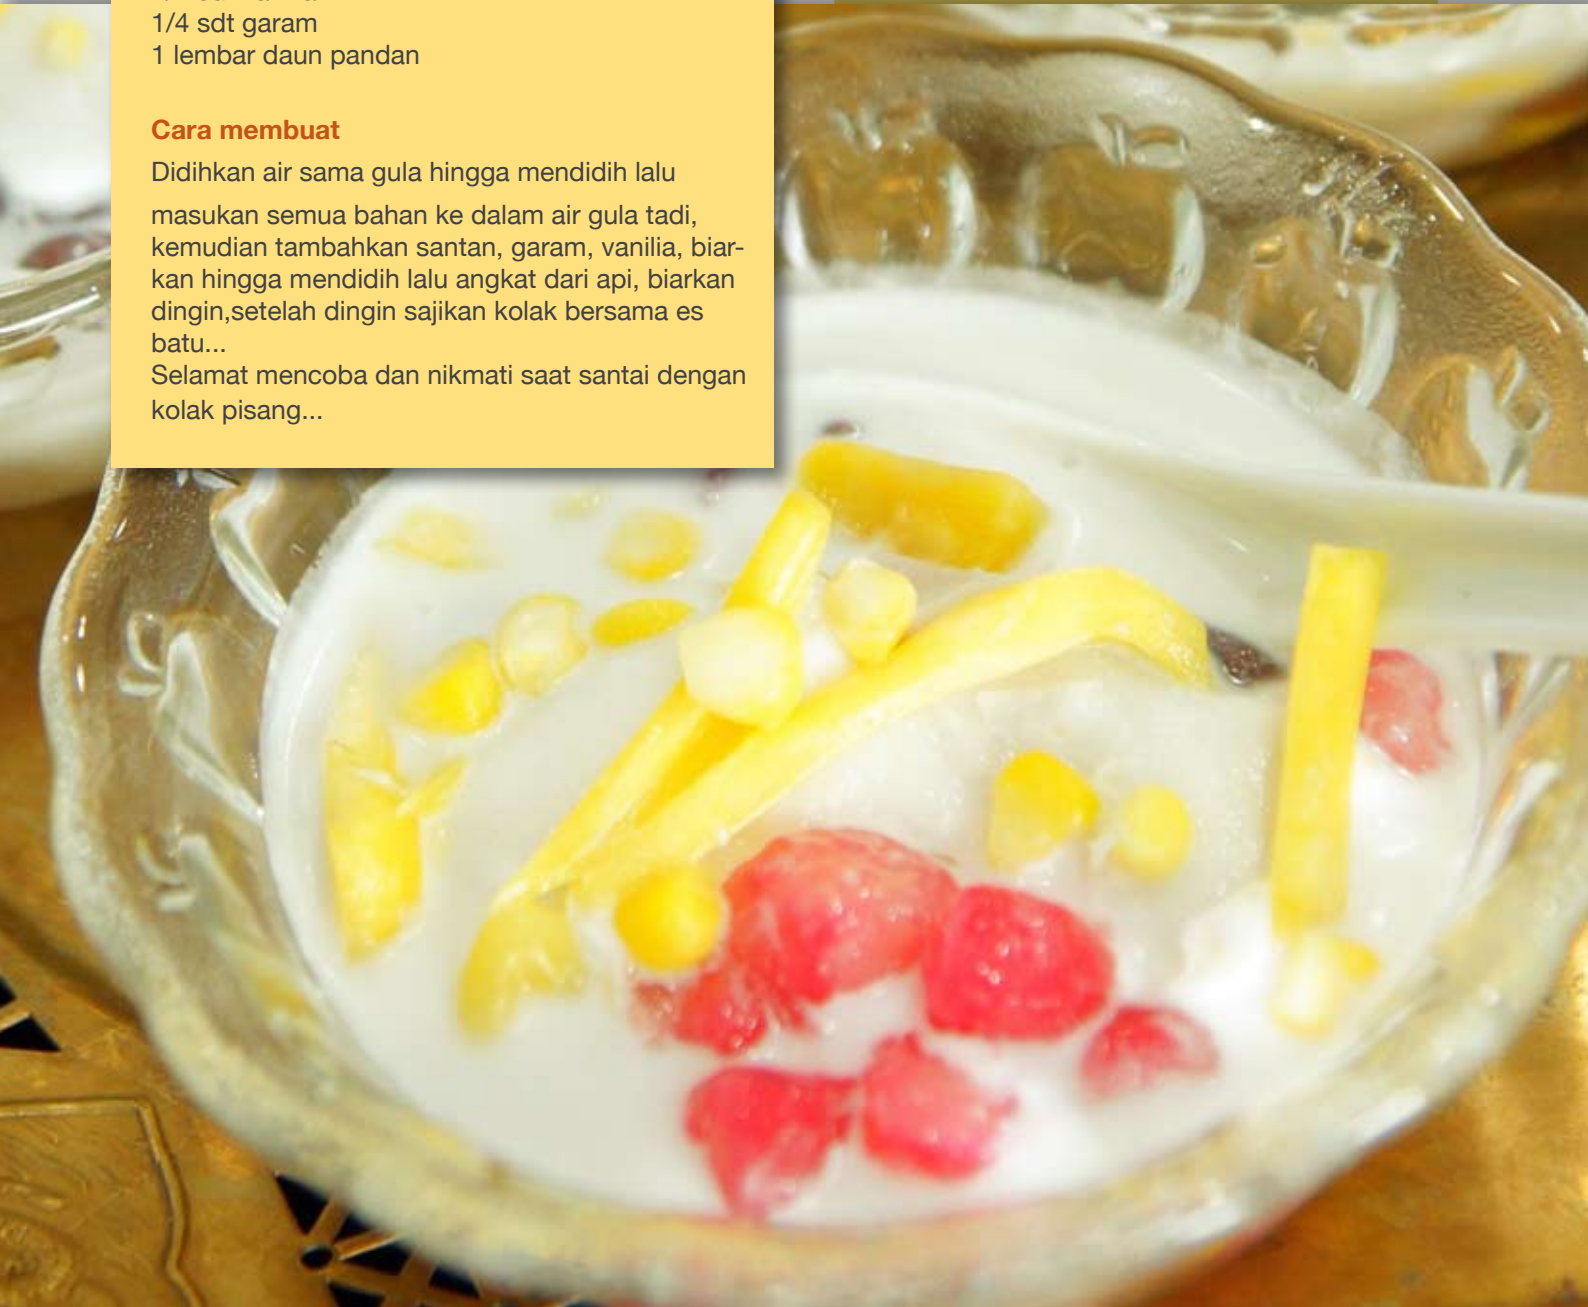 1/4 sdt garam
1 lembar daun pandan
Cara membuat
Didihkan air sama gula hingga mendidih lalu
masukan semua bahan ke dalam air gula tadi,
kemudian tambahkan santan, garam, vanilia, biar-
kan hingga mendidih lalu angkat dari api, biarkan
dingin,setelah dingin sajikan kolak bersama es
batu...
Selamat mencoba dan nikmati saat santai dengan
kolak pisang...